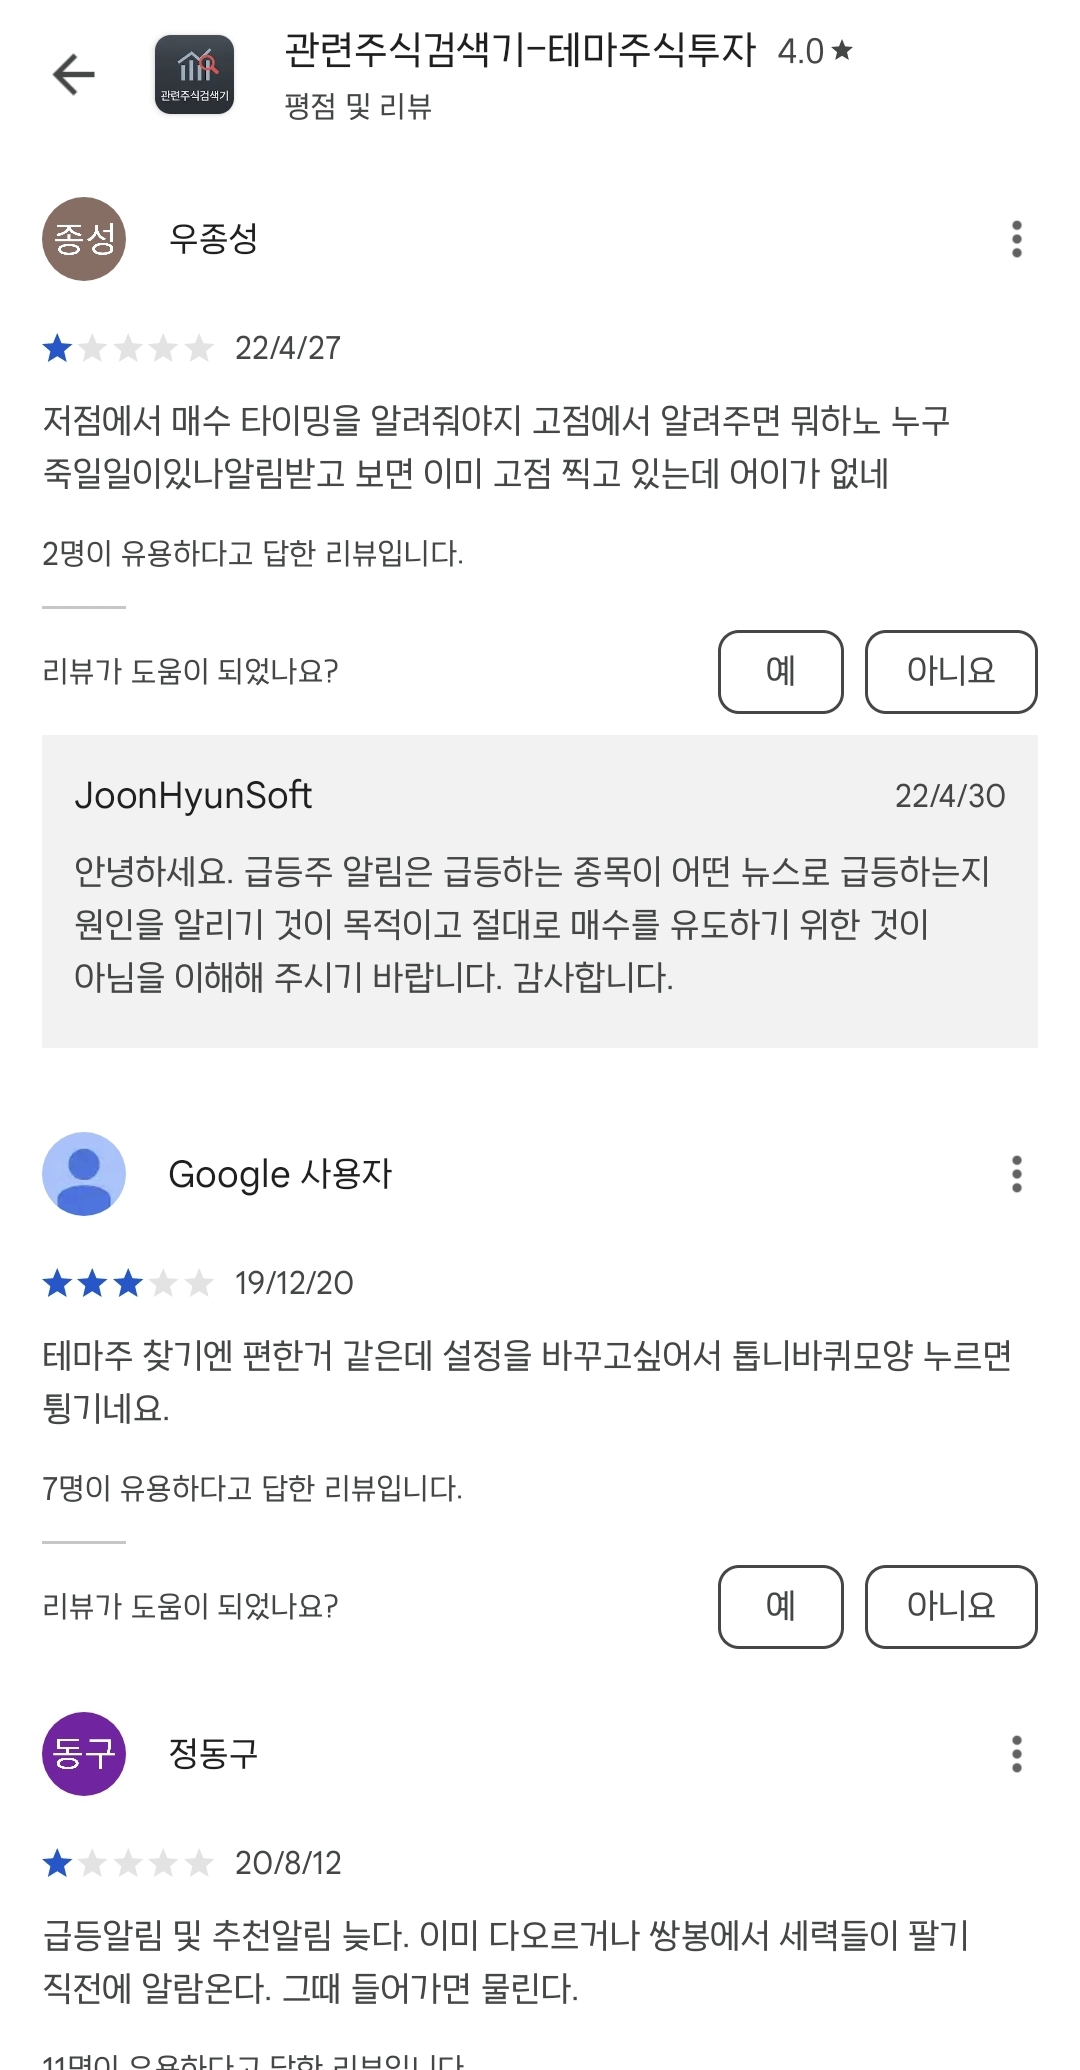 관련주식검색기-테마주식투자 4.0★
관련주식검색기
평점 및 리뷰
종성 우종성
22/4/27
저점에서 매수 타이밍을 알려줘야지 고점에서 알려주면 뭐하노 누구
죽일일이있나알림받고 보면 이미 고점 찍고 있는데 어이가 없네
2명이 유용하다고 답한 리뷰입니다.
리뷰가 도움이 되었나요? 예 아니요
JoonHyunSoft 22/4/30
안녕하세요. 급등주 알림은 급등하는 종목이 어떤 뉴스로 급등하는지
원인을 알리기 것이 목적이고 절대로 매수를 유도하기 위한 것이
아님을 이해해 주시기 바랍니다. 감사합니다.
Google 사용자
19/12/20
테마주 찾기엔 편한거 같은데 설정을 바꾸고싶어서 톱니바퀴모양 누르면
튕기네요.
7명이 유용하다고 답한 리뷰입니다.
리뷰가 도움이 되었나요? 예 아니요
동구 정동구
20/8/12
급등알림 및 추천알림 늦다. 이미 다오르거나 쌍봉에서 세력들이 팔기
직전에 알람온다. 그때 들어가면 물린다.
11명이 유용하다고 답한 리뷰입니다.